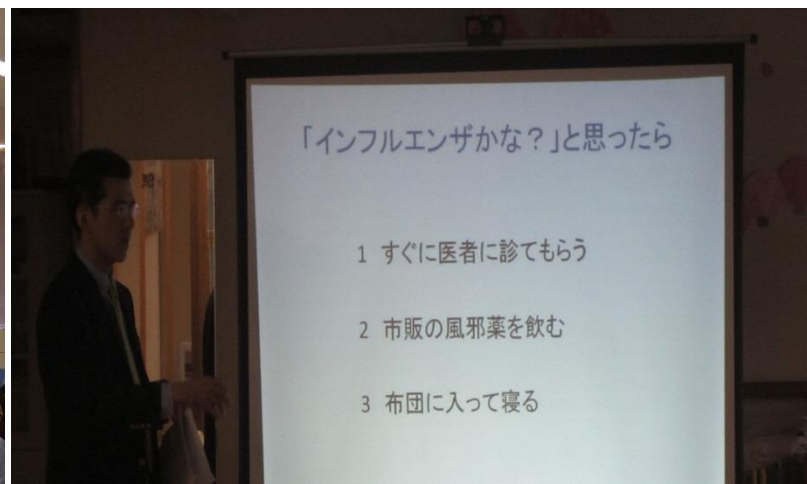 「インフルエンザかな？」と思ったら
1 すぐに医者に診てもらう
2 市販の風邪薬を飲む
3 布団に入って寝る